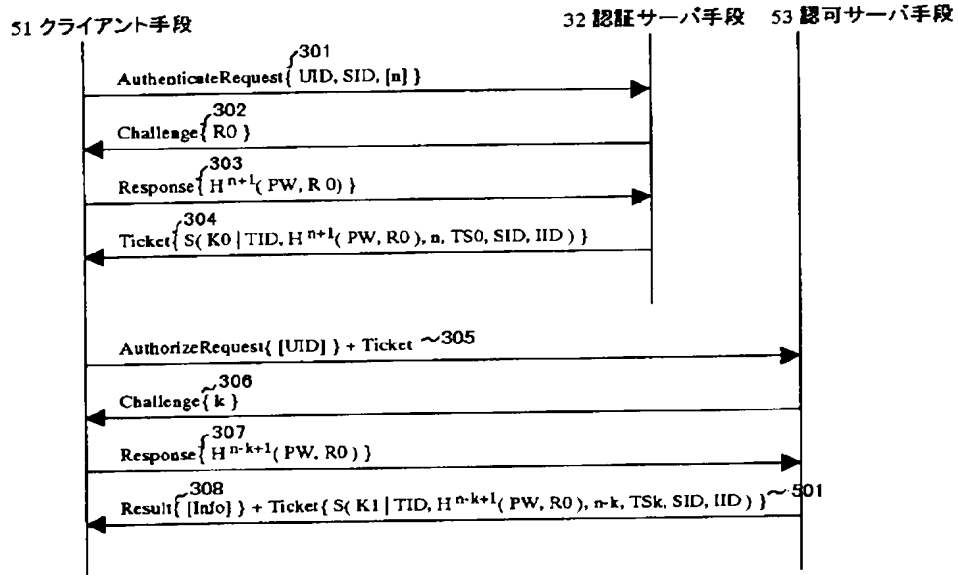 51 クライアント手段
32 認証サーバ手段
53 認可サーバ手段
301
AuthenticateRequest{ UID, SID, [n] }
302
Challenge{ R0 }
303
Response{ H^{n+1}( PW, R 0) }
304
Ticket{ S( K0 | TID, H^{n+1}( PW, R0 ), n, TS0, SID, IID ) }
AuthorizeRequest{ [UID] } + Ticket ～305
306
Challenge{ k }
307
Response{ H^{n-k+1}( PW, R0 ) }
308
Result{ [Info] } + Ticket{ S( K1 | TID, H^{n-k+1}( PW, R0 ), n-k, TSk, SID, IID ) } ～501